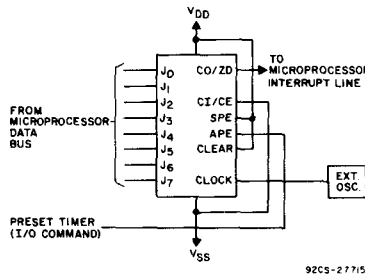 VDD
J0
J1
J2
J3
J4
J5
J6
J7
CO/ZD
CI/CE
SPE
APE
CLEAR
CLOCK
TO
MICROPROCESSOR
INTERRUPT LINE
FROM
MICROPROCESSOR
DATA
BUS
EXT.
OSC.
PRESET TIMER
(I/O COMMAND)
VSS
92CS-27715